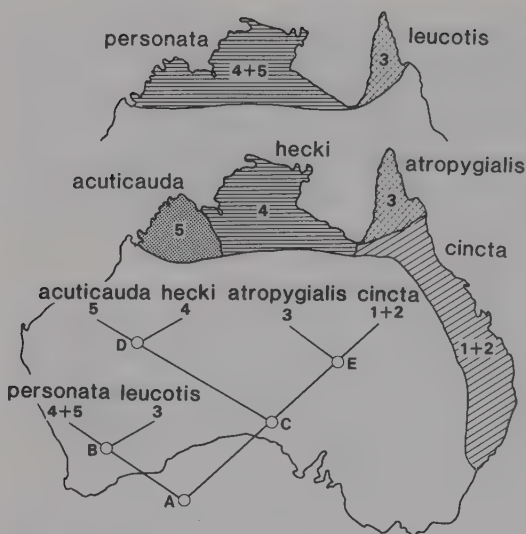 personata
leucotis
4+5
3
hecki
acuticauda
atropygialis
cincta
5
4
3
1+2
acuticauda hecki atropygialis cincta
5 4 3 1+2
D
E
personata leucotis
4+5 3
C
B
A